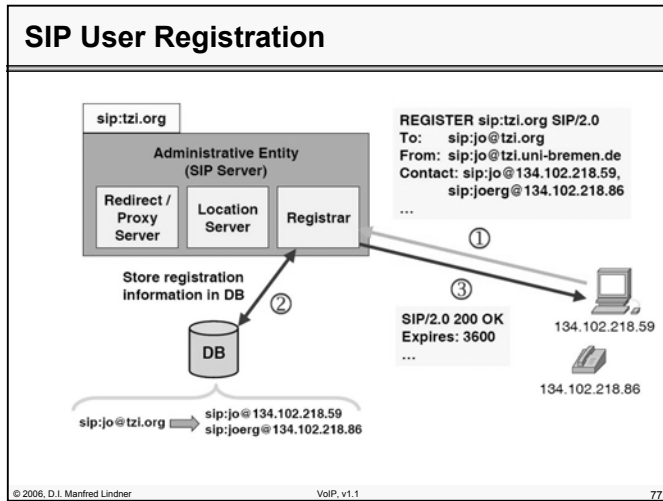 SIP User Registration
sip:tzi.org
Administrative Entity
(SIP Server)
Redirect /
Proxy
Server
Location
Server
Registrar
REGISTER sip:tzi.org SIP/2.0
To: sip:jo@tzi.org
From: sip:jo@tzi.uni-bremen.de
Contact: sip:jo@134.102.218.59,
sip:joerg@134.102.218.86
...
①
Store registration
information in DB
②
③
SIP/2.0 200 OK
Expires: 3600
...
134.102.218.59
DB
134.102.218.86
sip:jo@tzi.org
sip:jo@134.102.218.59
sip:joerg@134.102.218.86
© 2006, D.I. Manfred Lindner
VoIP, v1.1
77